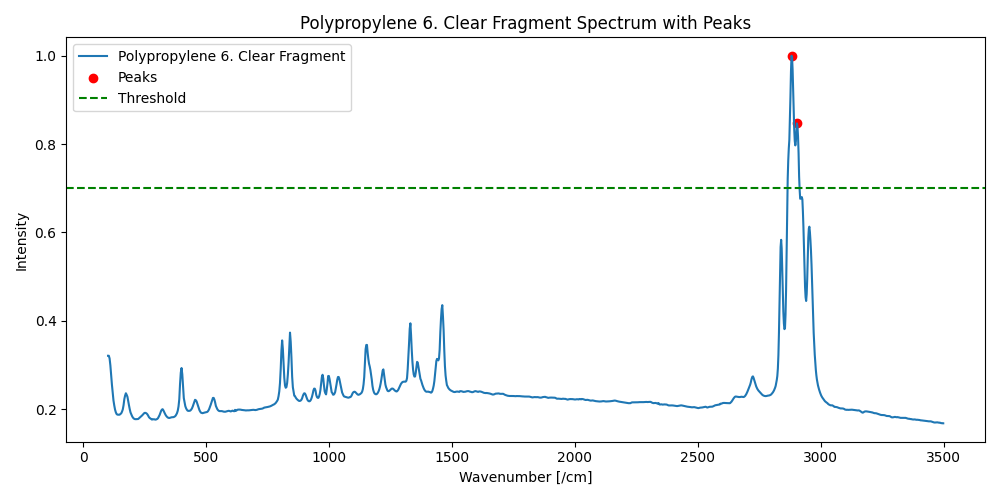 Polypropylene 6. Clear Fragment Spectrum with Peaks
Polypropylene 6. Clear Fragment
Peaks
Threshold
Intensity
1.0
0.8
0.6
0.4
0.2
0 500 1000 1500 2000 2500 3000 3500
Wavenumber [/cm]